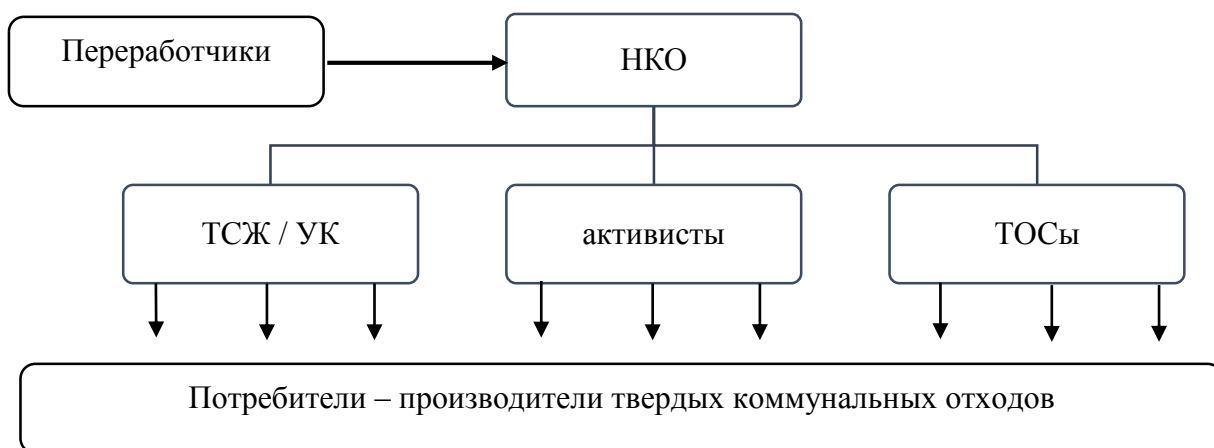 Переработчики
НКО
ТСЖ / УК
активисты
ТОСы
Потребители – производители твердых коммунальных отходов